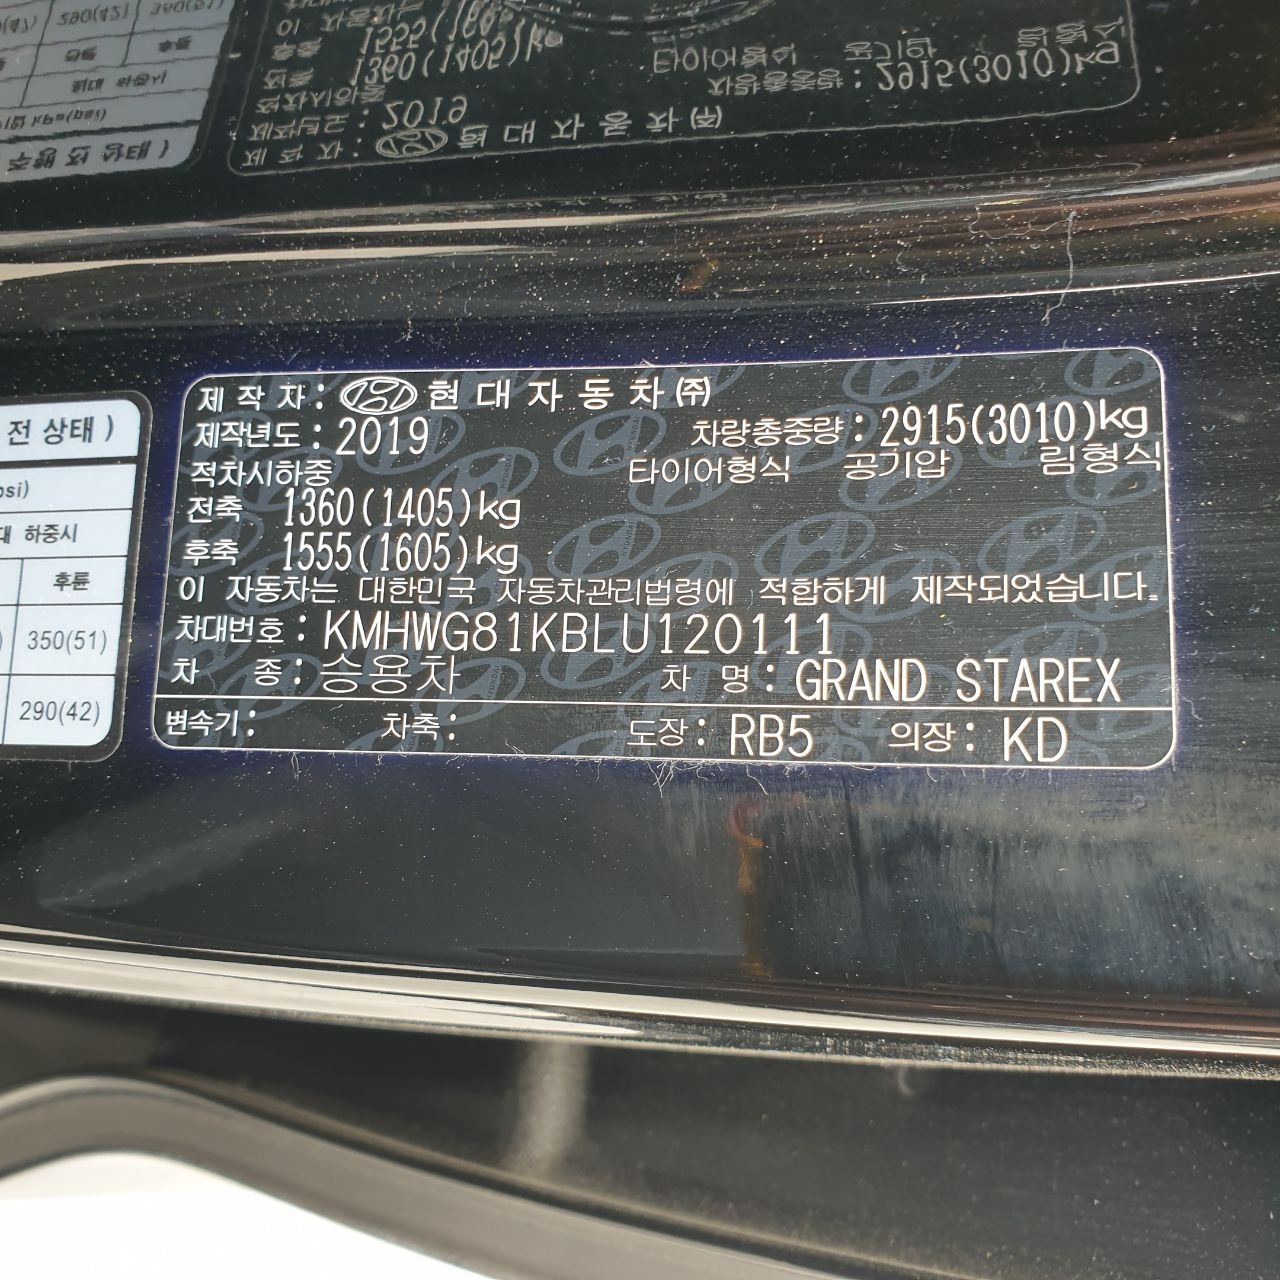 제 작 자 : HYUNDAI 현 대 자 동 차 ㈜
제작년도 : 2019 차량총중량 : 2915(3010)kg
적차시하중 타이어형식 공기압 림형식
전축 1360(1405)kg
후축 1555(1605)kg
이 자동차는 대한민국 자동차관리법령에 적합하게 제작되었습니다.
차대번호 : KMHWG81KBLU120111
차 종 : 승용차 차 명 : GRAND STAREX
변속기 : 차축 : 도장 : RB5 의장 : KD
전 상태 )
psi)
대 하중시
후륜
350(51)
290(42)